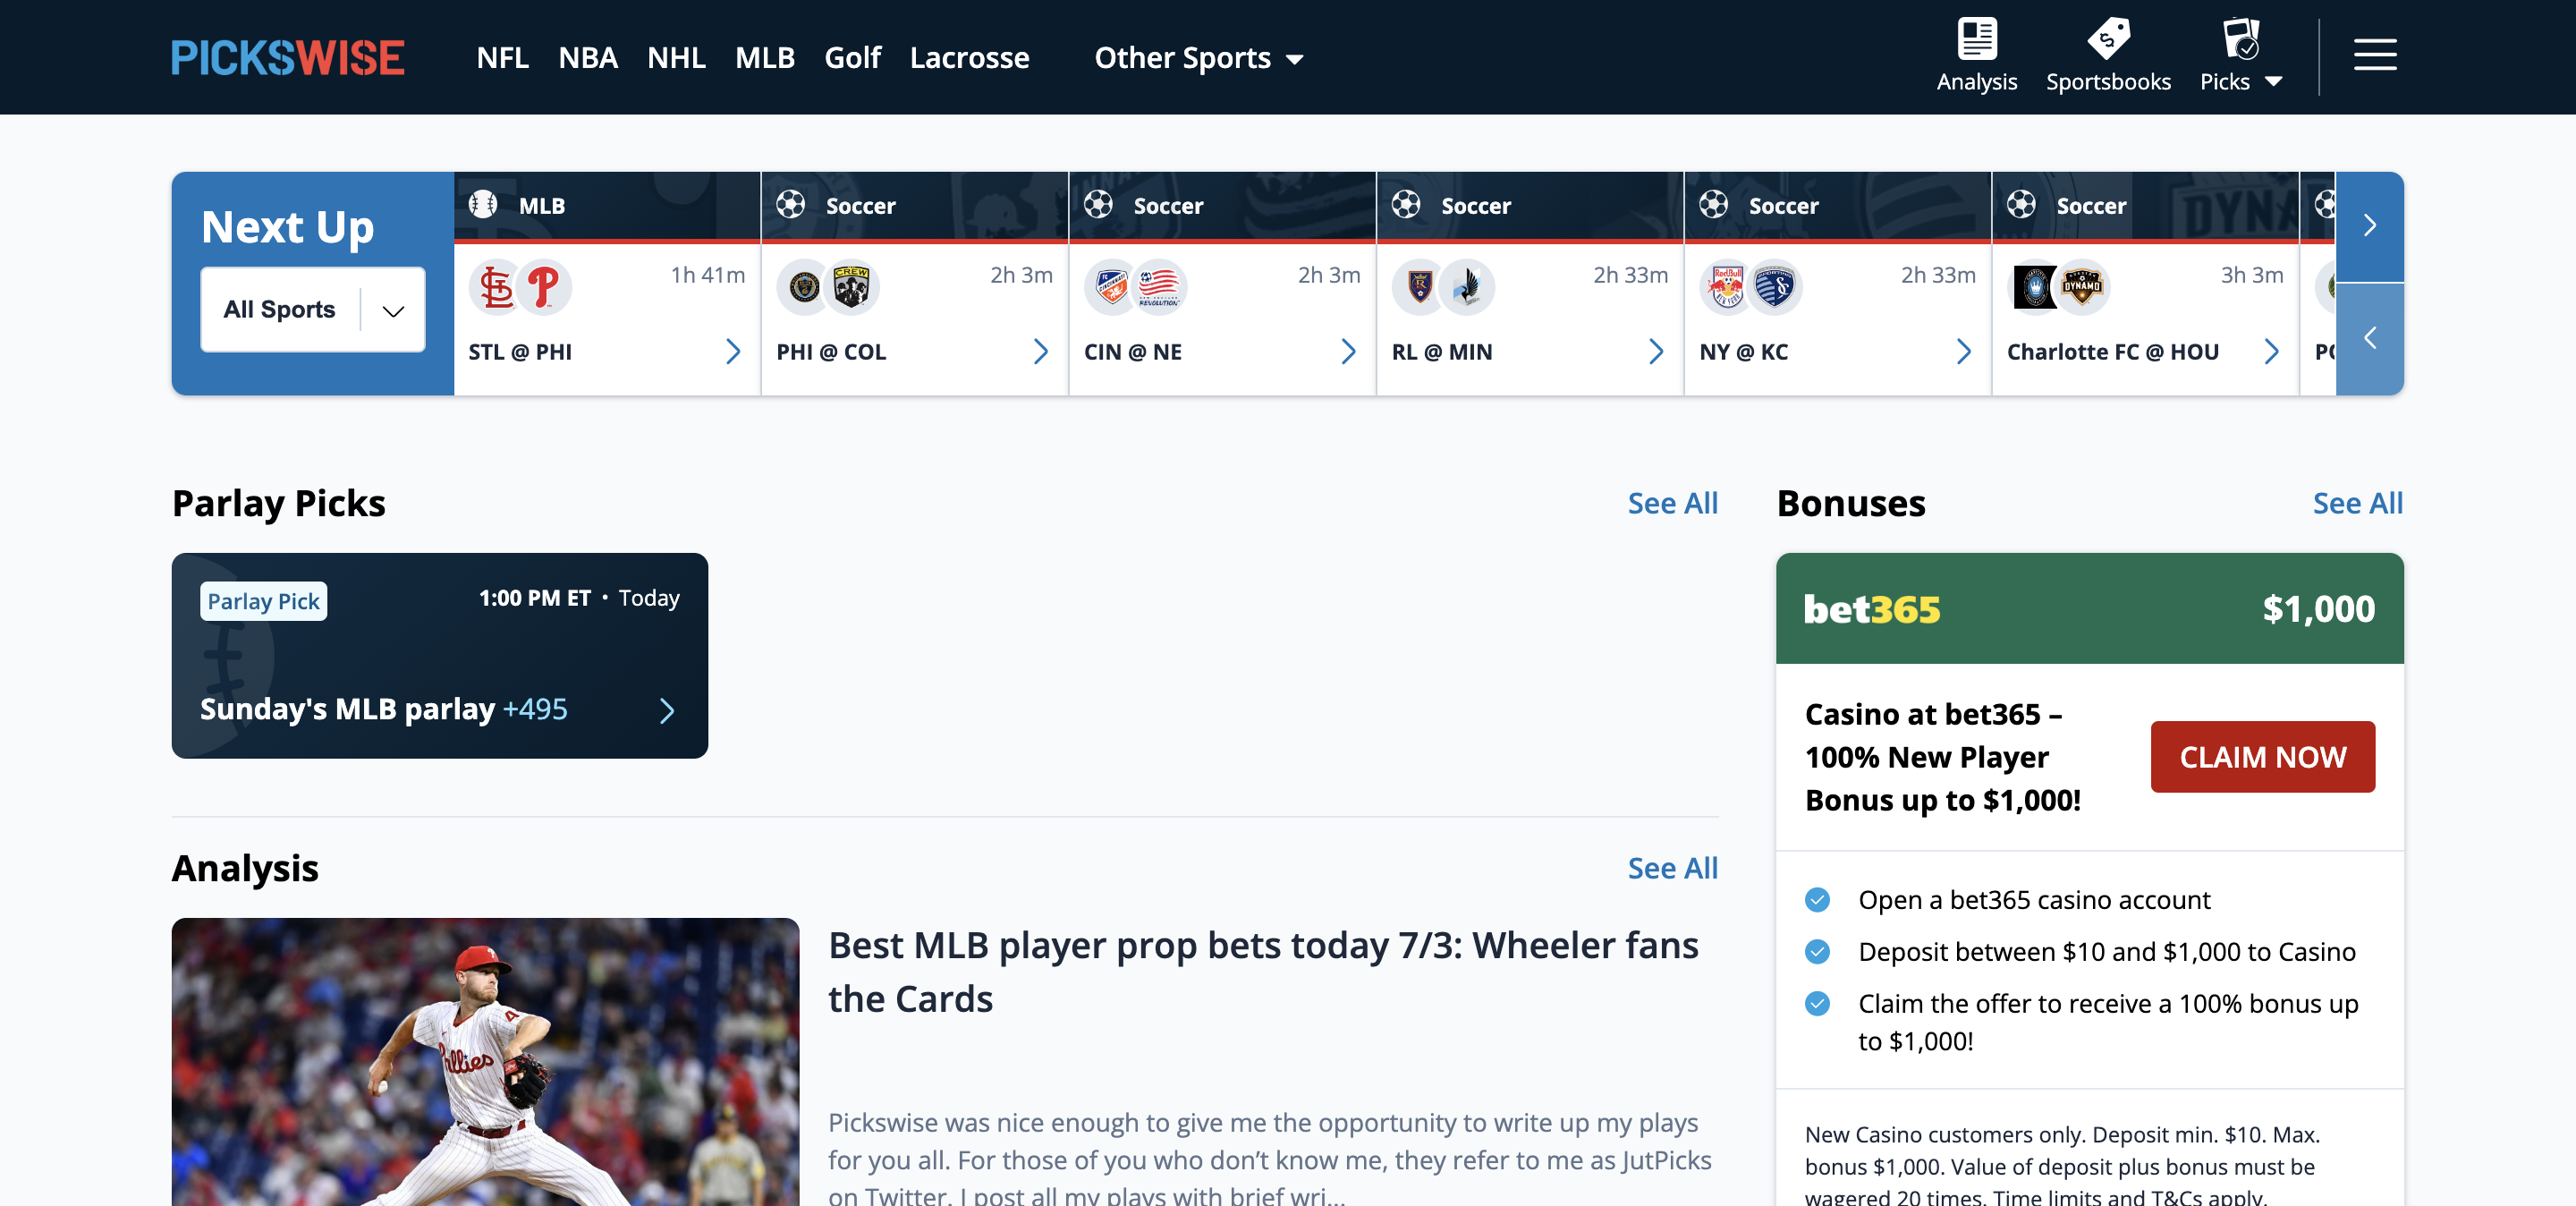 PICKSWISE
NFL NBA NHL MLB Golf Lacrosse Other Sports
Analysis Sportsbooks Picks
Next Up
All Sports
MLB
1h 41m
STL @ PHI
Soccer
CREW
2h 3m
PHI @ COL
Soccer
2h 3m
CIN @ NE
Soccer
2h 33m
RL @ MIN
Soccer
2h 33m
NY @ KC
Soccer
DYNAMO
3h 3m
Charlotte FC @ HOU
Parlay Picks See All
Parlay Pick 1:00 PM ET • Today
Sunday's MLB parlay +495
Analysis See All
Phillies
Best MLB player prop bets today 7/3: Wheeler fans
the Cards
Pickswise was nice enough to give me the opportunity to write up my plays
for you all. For those of you who don’t know me, they refer to me as JutPicks
on Twitter. I post all my plays with brief wri...
Bonuses See All
bet365 $1,000
Casino at bet365 –
100% New Player
Bonus up to $1,000!
CLAIM NOW
Open a bet365 casino account
Deposit between $10 and $1,000 to Casino
Claim the offer to receive a 100% bonus up
to $1,000!
New Casino customers only. Deposit min. $10. Max.
bonus $1,000. Value of deposit plus bonus must be
wagered 20 times. Time limits and T&Cs apply.